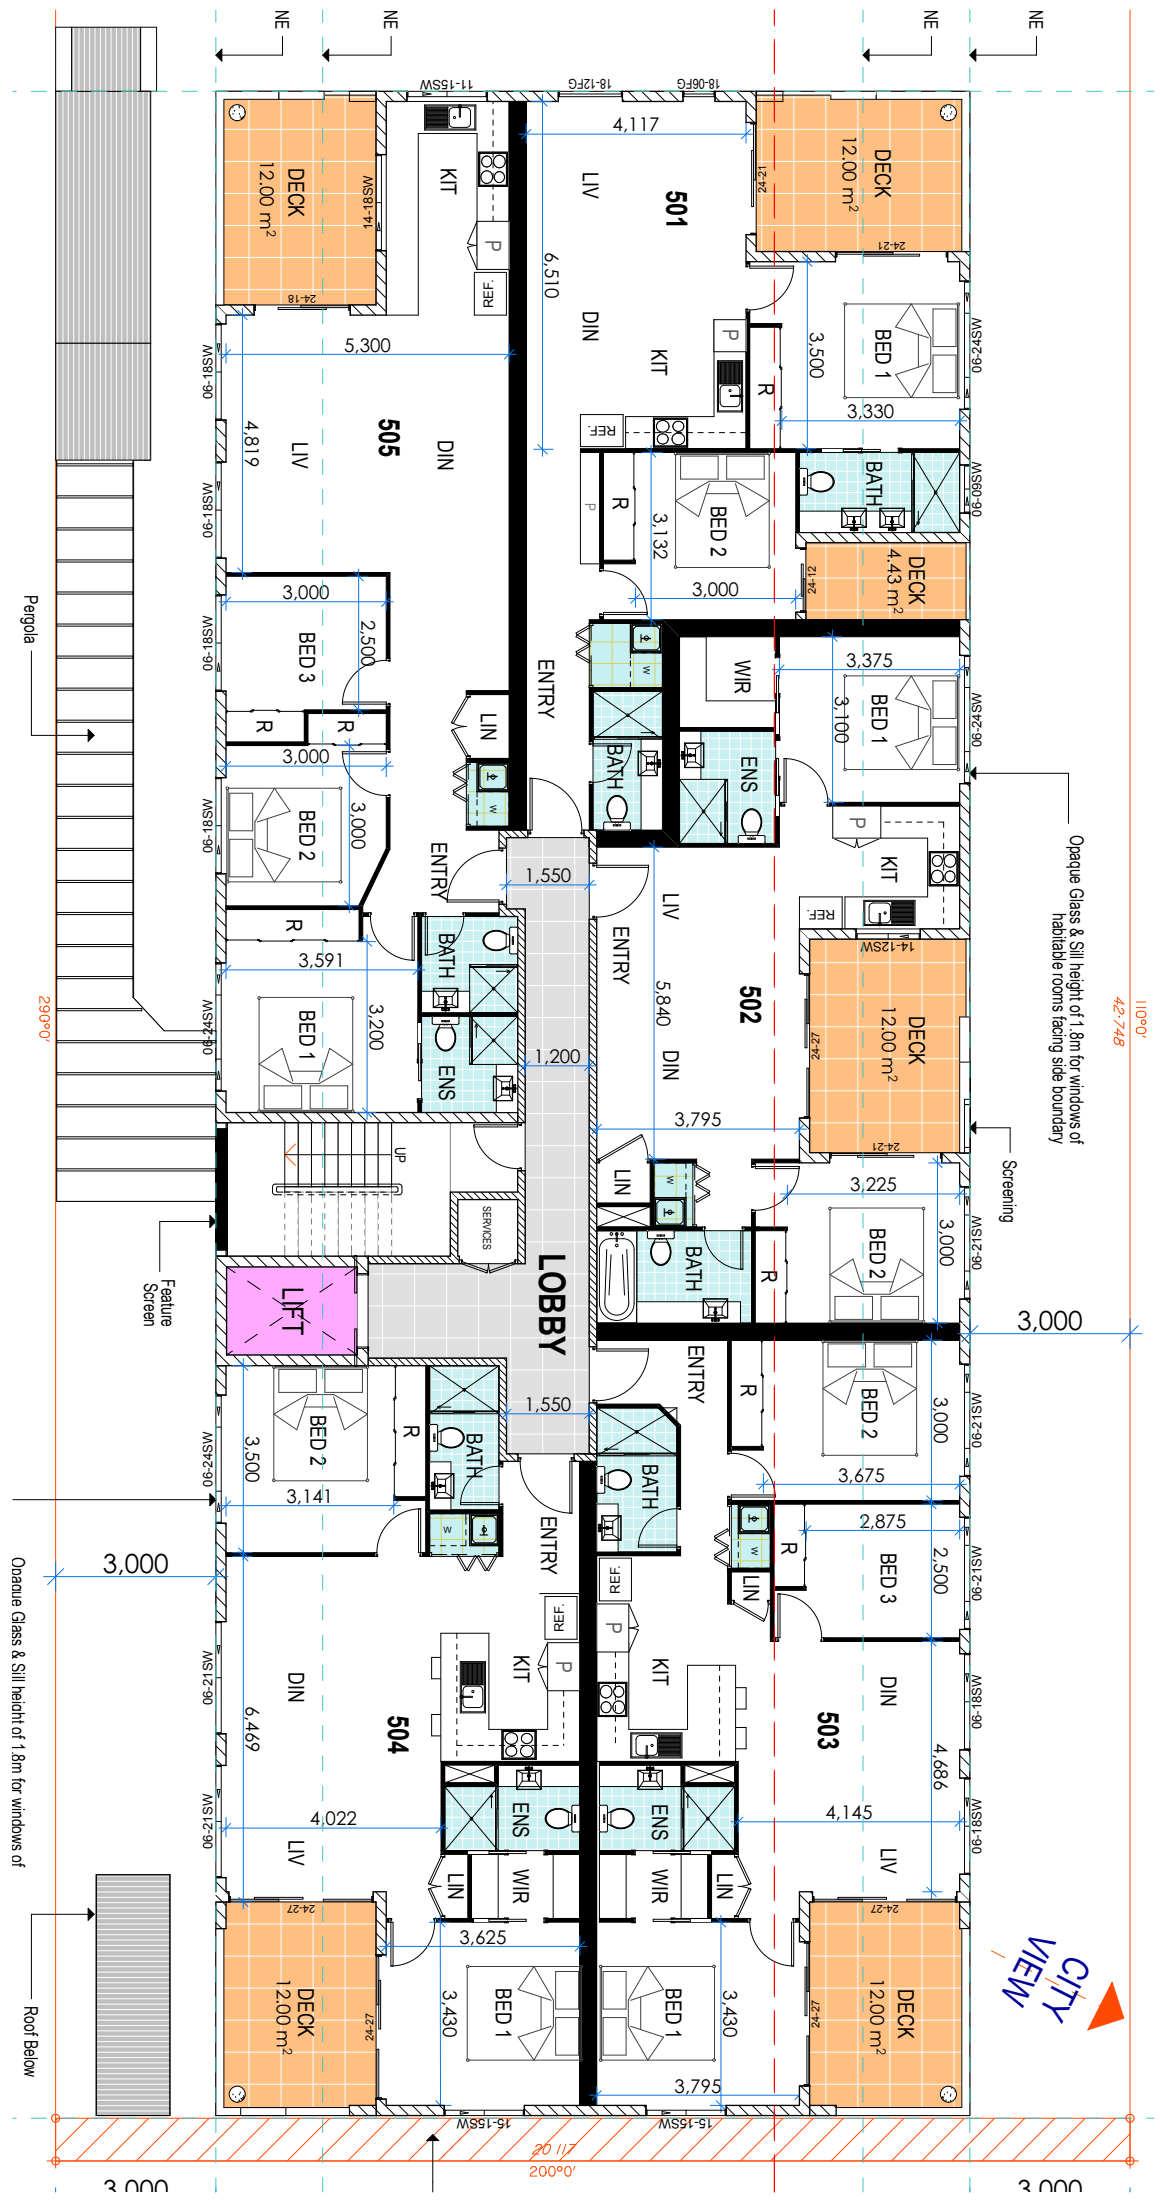 NE
NE
NE
NE
11-15SW
18-12FG
18-06FG
4,117
DECK
12.00 m²
14-18SW
24-18
KIT
P
REF.
LIV
501
6,510
DIN
KIT
P
REF.
24-21
DECK
12.00 m²
24-21
BED 1
3,500
3,330
R
06-24SW
5,300
06-18SW
4,819
LIV
505
DIN
06-18SW
BATH
06-09SW
R
P
3,132
BED 2
3,000
24-12
DECK
4.43 m²
3,000
2,500
BED 3
06-18SW
R
R
Pergola
ENTRY
W
WIR
3,375
BED 1
3,100
06-24SW
LIN
W
BATH
ENS
3,000
BED 2
3,000
06-18SW
ENTRY
P
KIT
REF.
14-12SW
Opaque Glass & Sill height of 1.8m for windows of
habitable rooms facing side boundary
1,550
R
BATH
3,591
LIV
ENTRY
5,840
502
DIN
24-27
DECK
12.00 m²
24-21
110°0'
42·748
290°0'
06-24SW
BED 1
3,200
ENS
1,200
3,795
Screening
UP
SERVICES
LIN
W
BATH
3,225
3,000
BED 2
R
06-21SW
Feature
Screen
LIFT
LOBBY
3,000
1,550
ENTRY
R
BED 2
3,000
3,675
06-21SW
BED 2
3,500
3,141
R
BATH
06-24SW
W
ENTRY
BATH
2,875
R
BED 3
2,500
06-21SW
W
LIN
3,000
Opaque Glass & Sill height of 1.8m for windows of
REF.
P
KIT
REF.
P
KIT
06-21SW
DIN
6,469
504
503
DIN
4,686
06-18SW
ENS
ENS
4,022
4,145
06-21SW
LIV
LIV
06-18SW
LIN
WIR
WIR
LIN
24-27
24-27
3,625
3,430
BED 1
BED 1
3,430
3,795
DECK
12.00 m²
24-27
24-27
DECK
12.00 m²
CITY
VIEW
Roof Below
15-15SW
15-15SW
20·117
200°0'
3,000
3,000